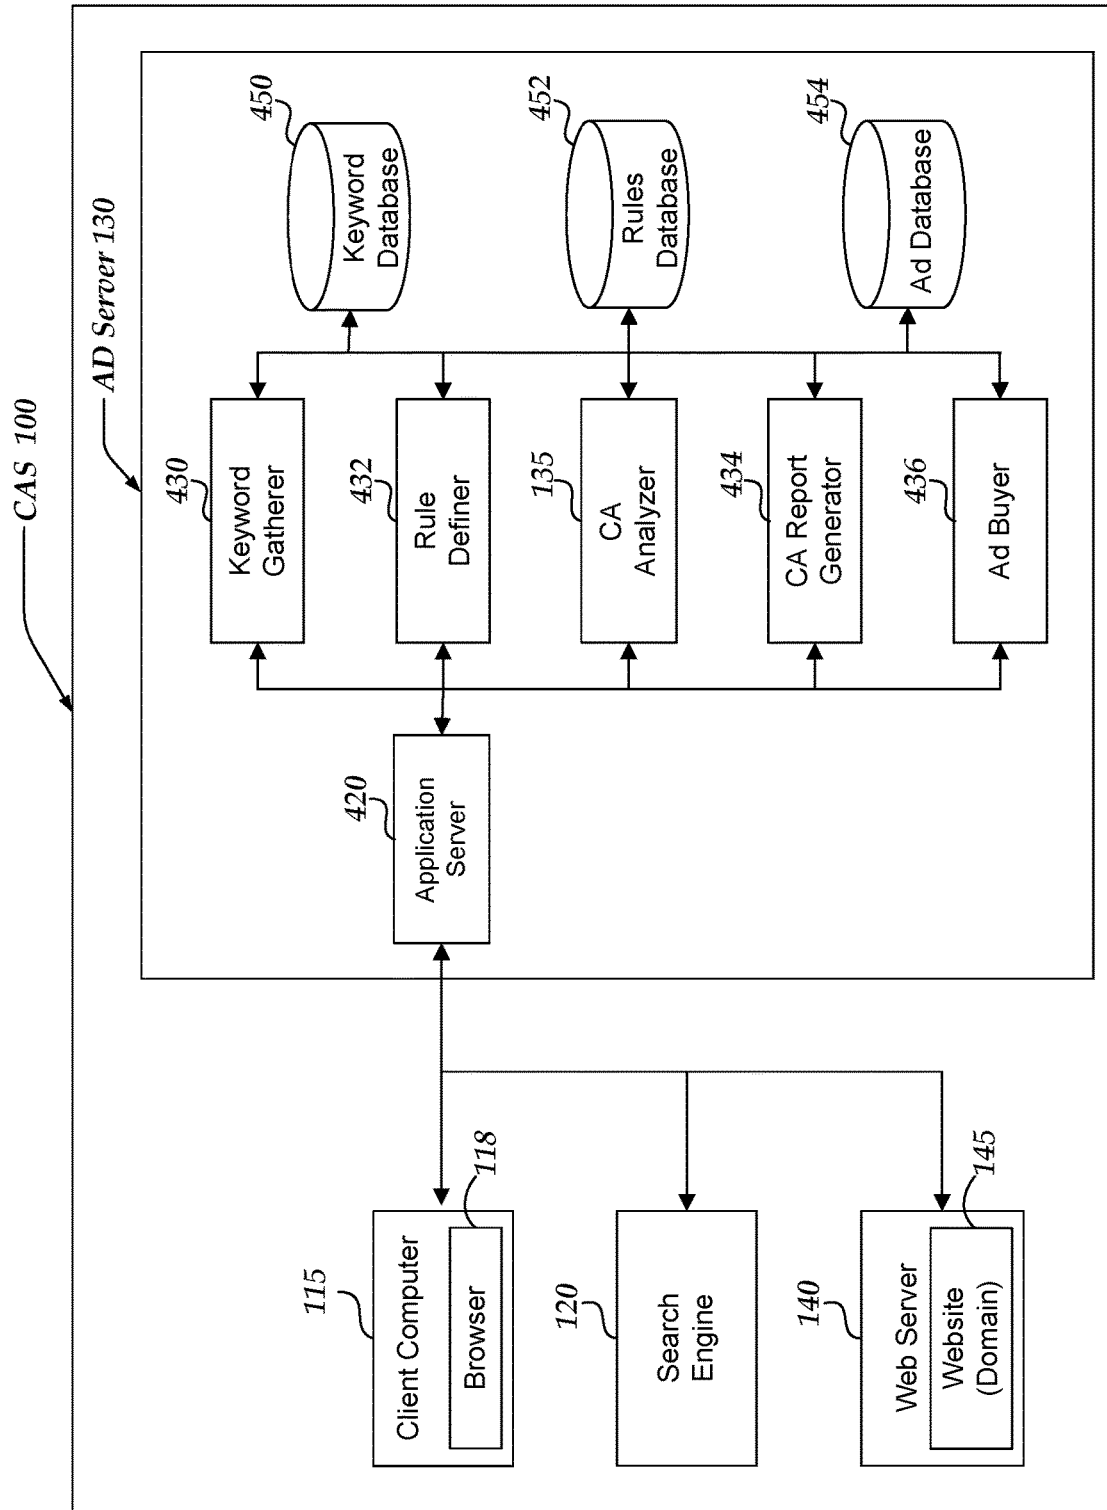 CAS 100
AD Server 130
115
Client Computer
118
Browser
120
Search
Engine
140
Web Server
145
Website
(Domain)
420
Application
Server
430
Keyword
Gatherer
432
Rule
Definer
135
CA
Analyzer
434
CA Report
Generator
436
Ad Buyer
450
Keyword
Database
452
Rules
Database
454
Ad Database